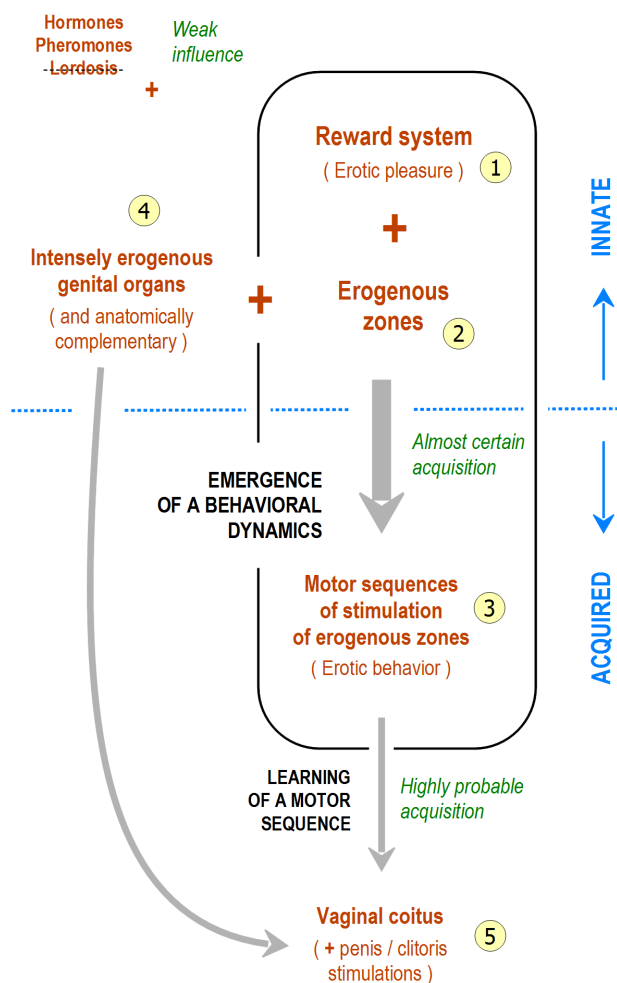 Hormones
Pheromones
Lordosis
+
Weak
influence
Reward system
( Erotic pleasure )
1
+
4
Intensely erogenous
genital organs
( and anatomically
complementary )
+
Erogenous
zones
2
INNATE
Almost certain
acquisition
EMERGENCE
OF A BEHAVIORAL
DYNAMICS
Motor sequences
of stimulation
of erogenous zones
( Erotic behavior )
3
ACQUIRED
LEARNING
OF A MOTOR
SEQUENCE
Highly probable
acquisition
Vaginal coitus
( + penis / clitoris
stimulations )
5